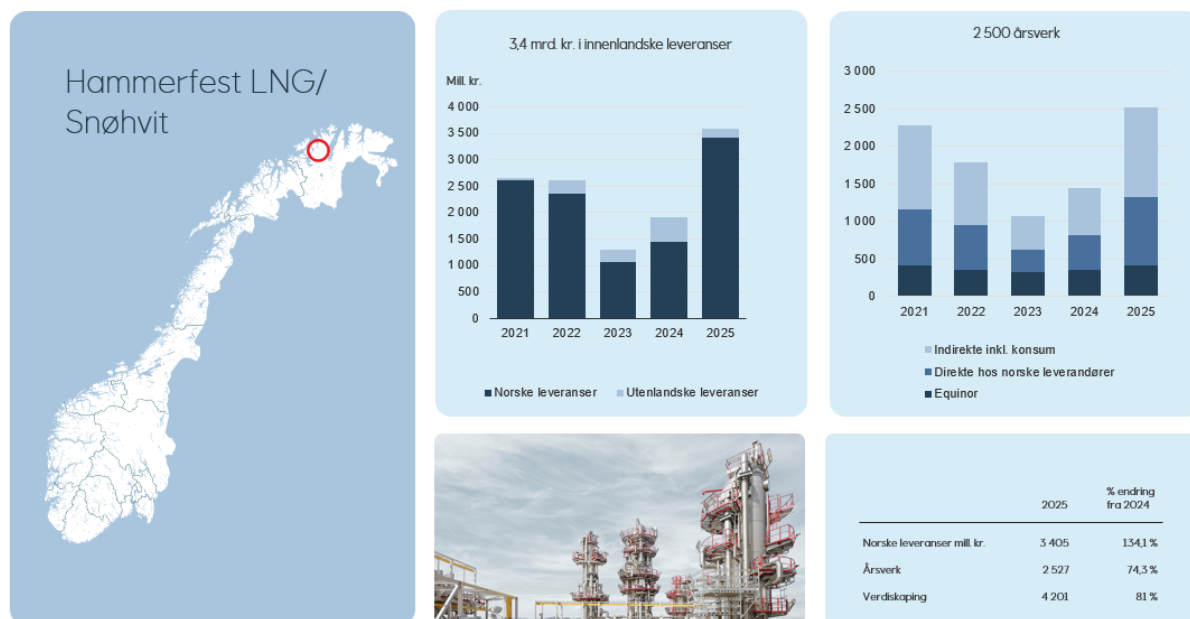 Hammerfest LNG/
Snøhvit
3,4 mrd. kr. i innenlandske leveranser
Mill. kr.
4 000
3 500
3 000
2 500
2 000
1 500
1 000
500
0
2021 2022 2023 2024 2025
Norske leveranser Utenlandske leveranser
2 500 årsverk
3 000
2 500
2 000
1 500
1 000
500
0
2021 2022 2023 2024 2025
Indirekte inkl. konsum
Direkte hos norske leverandører
Equinor
% endring
2025 fra 2024
Norske leveranser mill. kr. 3 405 134,1 %
Årsverk 2 527 74,3 %
Verdiskaping 4 201 81 %